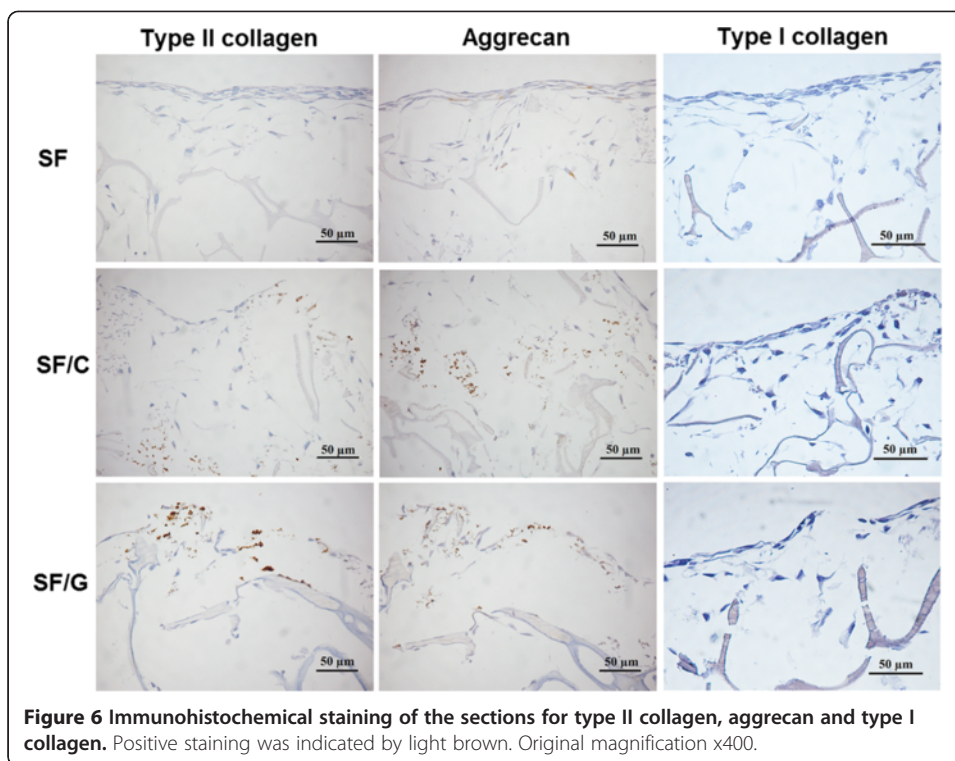 Type II collagen Aggrecan Type I collagen
SF
50 µm 50 µm 50 µm
SF/C
50 µm 50 µm 50 µm
SF/G
50 µm 50 µm 50 µm
Figure 6 Immunohistochemical staining of the sections for type II collagen, aggrecan and type I
collagen. Positive staining was indicated by light brown. Original magnification x400.